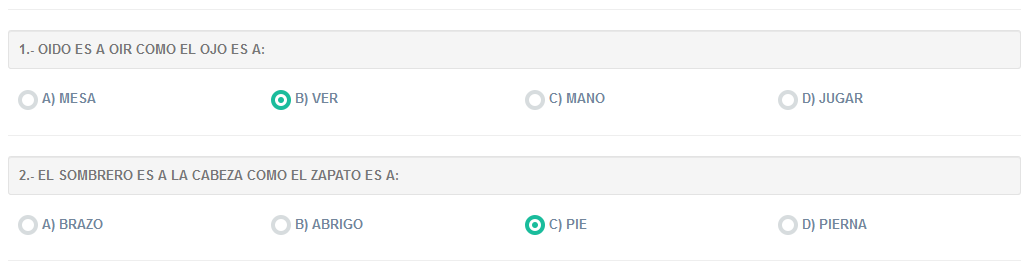 1.- OIDO ES A OIR COMO EL OJO ES A:
A) MESA B) VER C) MANO D) JUGAR
2.- EL SOMBRERO ES A LA CABEZA COMO EL ZAPATO ES A:
A) BRAZO B) ABRIGO C) PIE D) PIERNA